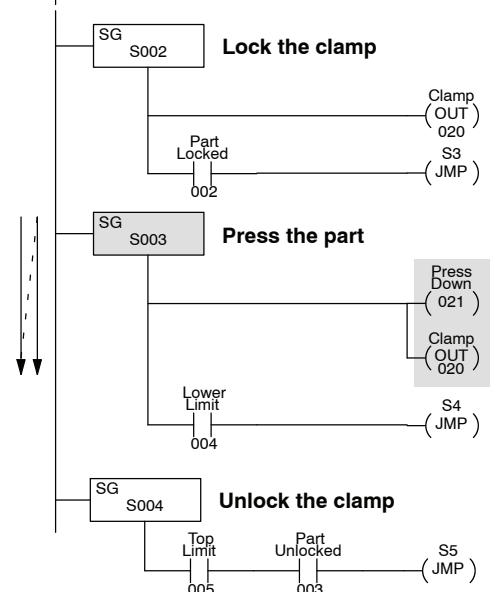 SG
S002
Lock the clamp
Clamp
OUT
020
Part
Locked
002
S3
JMP
SG
S003
Press the part
Press
Down
021
Clamp
OUT
020
Lower
Limit
004
S4
JMP
SG
S004
Unlock the clamp
Top
Limit
005
Part
Unlocked
003
S5
JMP